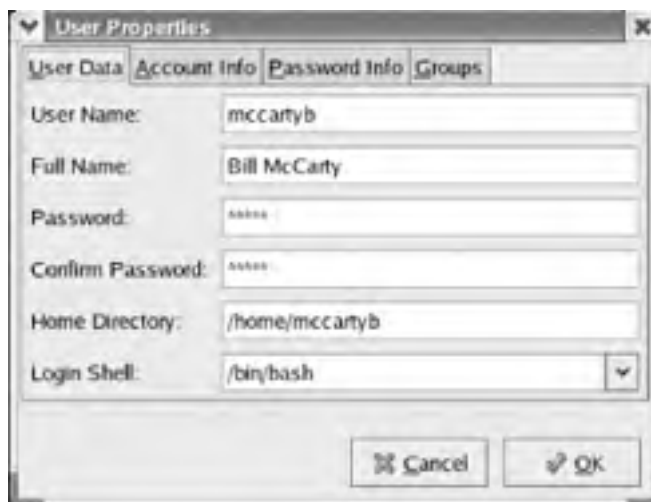 User Properties
User Data Account Info Password Info Groups
User Name: mccartyb
Full Name: Bill McCarty
Password: *****
Confirm Password: *****
Home Directory: /home/mccartyb
Login Shell: /bin/bash
Cancel OK